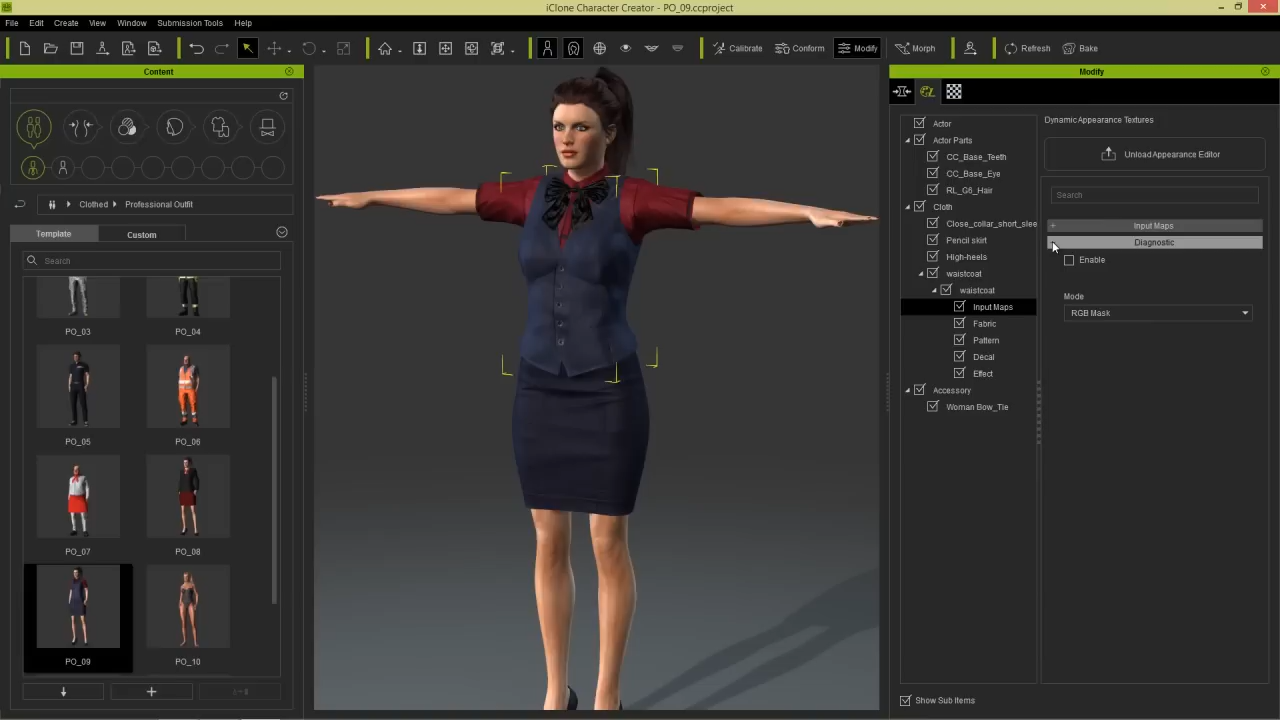 iClone Character Creator - PO_09.ccproject
File Edit Create View Window Submission Tools Help
Calibrate Conform Modify Morph Refresh Bake
Content
Clothed Professional Outfit
Template Custom
Search
PO_03 PO_04
PO_05 PO_06
PO_07 PO_08
PO_09 PO_10
Modify
Actor
Actor Parts
CC_Base_Teeth
CC_Base_Eye
RL_G6_Hair
Cloth
Close_collar_short_slee
Pencil skirt
High-heels
waistcoat
waistcoat
Input Maps
Fabric
Pattern
Decal
Effect
Accessory
Woman Bow_Tie
Show Sub Items
Dynamic Appearance Textures
Unload Appearance Editor
Search
Input Maps
Diagnostic
Enable
Mode
RGB Mask